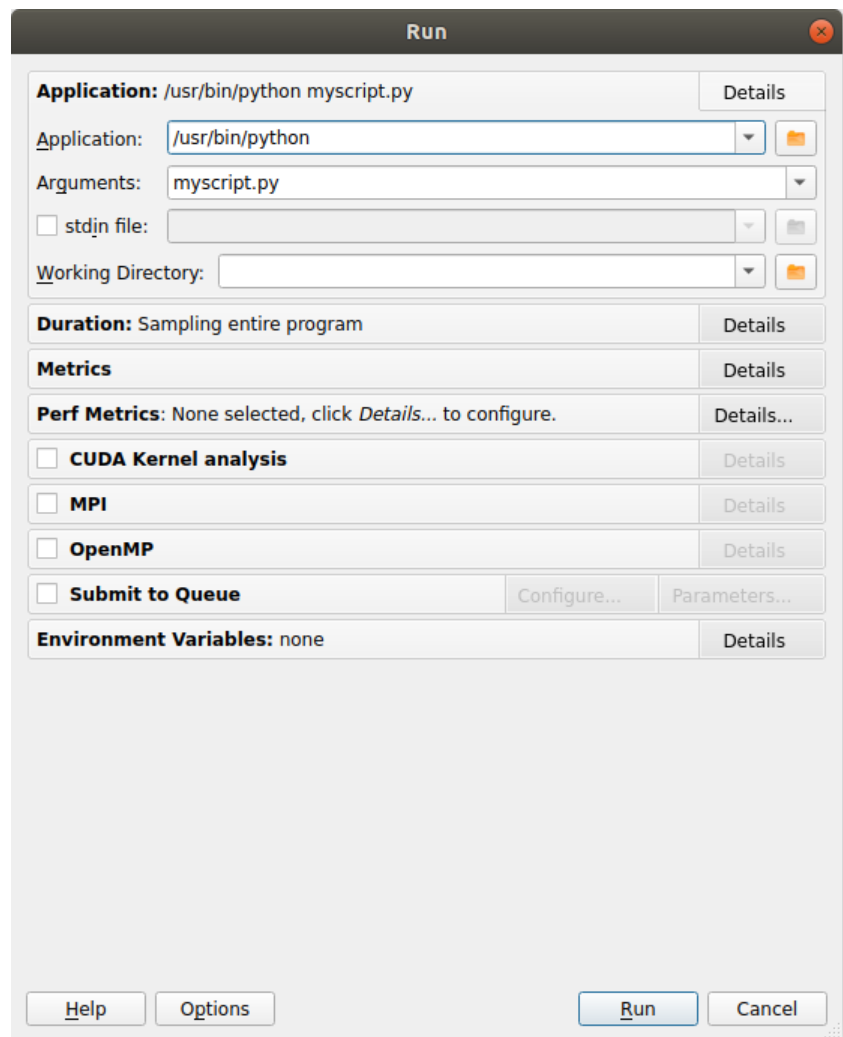 Run
Application: /usr/bin/python myscript.py Details
Application: /usr/bin/python
Arguments: myscript.py
stdin file:
Working Directory:
Duration: Sampling entire program Details
Metrics Details
Perf Metrics: None selected, click Details... to configure. Details...
CUDA Kernel analysis Details
MPI Details
OpenMP Details
Submit to Queue Configure... Parameters...
Environment Variables: none Details
Help Options Run Cancel